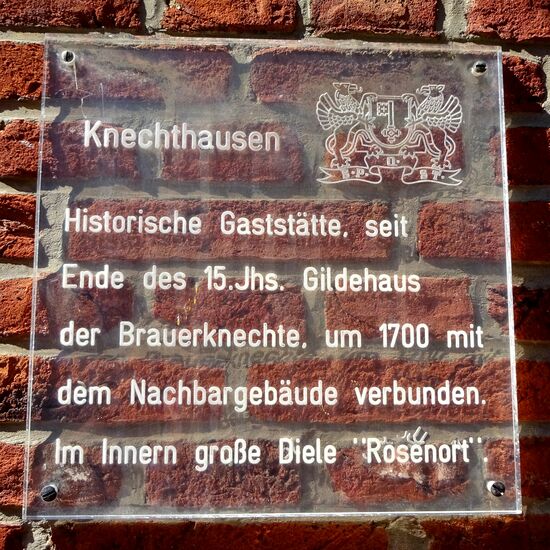 Knechthausen
Historische Gaststätte, seit
Ende des 15.Jhs. Gildehaus
der Brauerknechte, um 1700 mit
dem Nachbargebäude verbunden.
Im Innern große Diele "Rosenort".